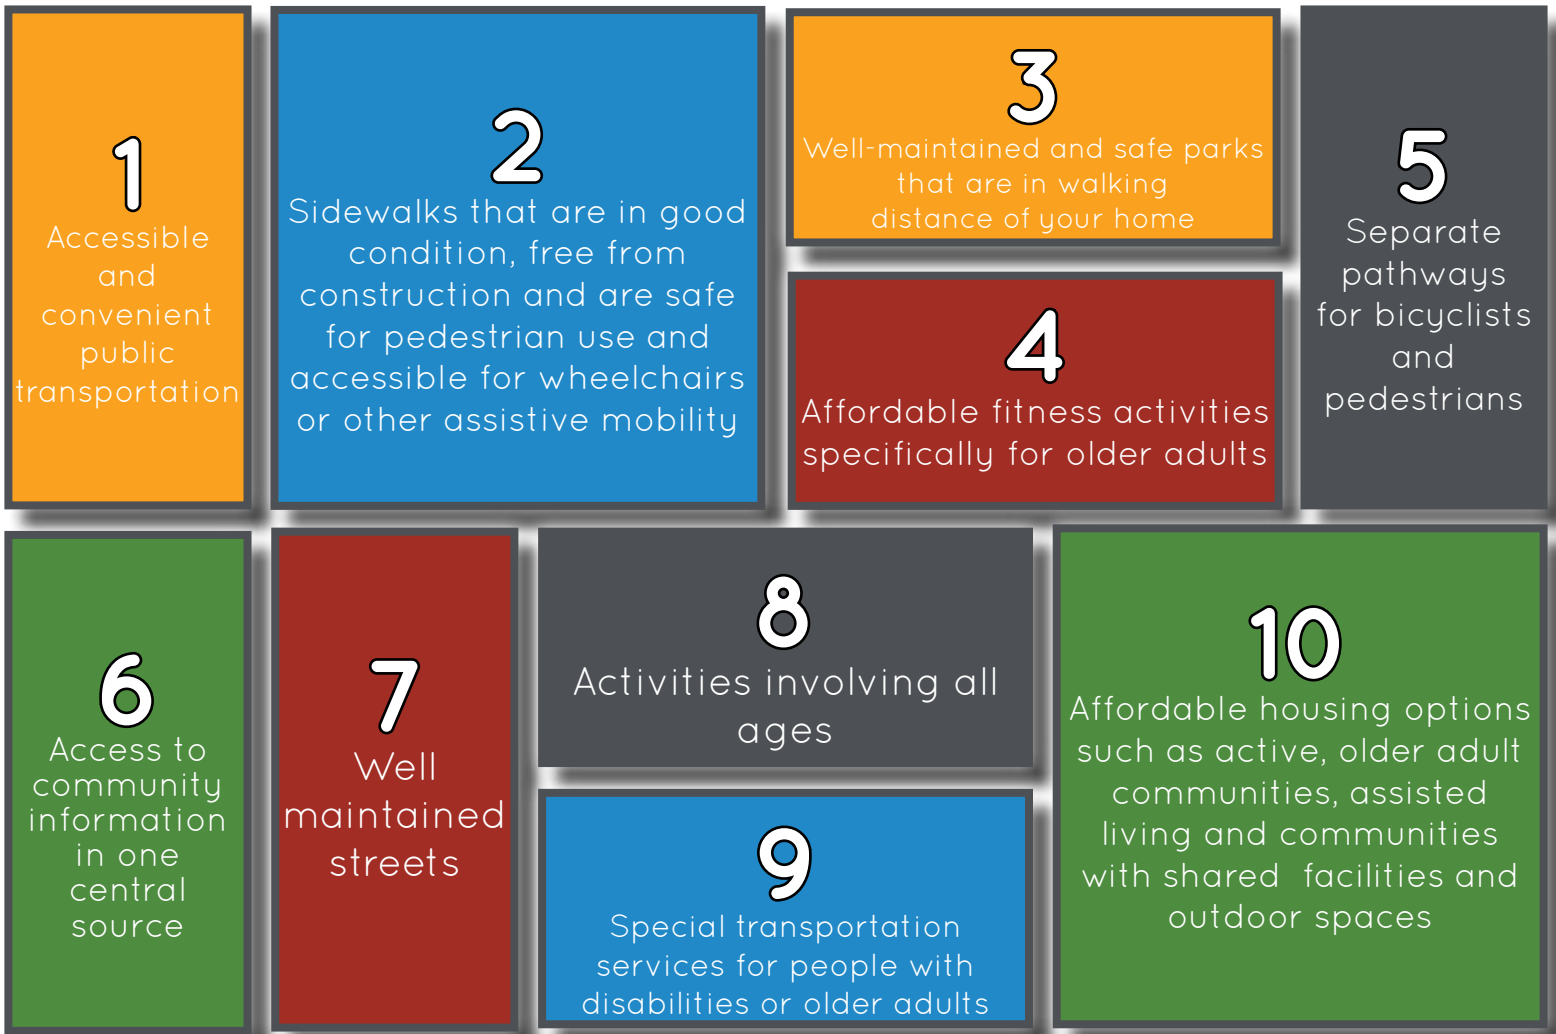 1
Accessible
and
convenient
public
transportation
2
Sidewalks that are in good
condition, free from
construction and are safe
for pedestrian use and
accessible for wheelchairs
or other assistive mobility
3
Well-maintained and safe parks
that are in walking
distance of your home
4
Affordable fitness activities
specifically for older adults
5
Separate
pathways
for bicyclists
and
pedestrians
6
Access to
community
information
in one
central
source
7
Well
maintained
streets
8
Activities involving all
ages
9
Special transportation
services for people with
disabilities or older adults
10
Affordable housing options
such as active, older adult
communities, assisted
living and communities
with shared  facilities and
outdoor spaces